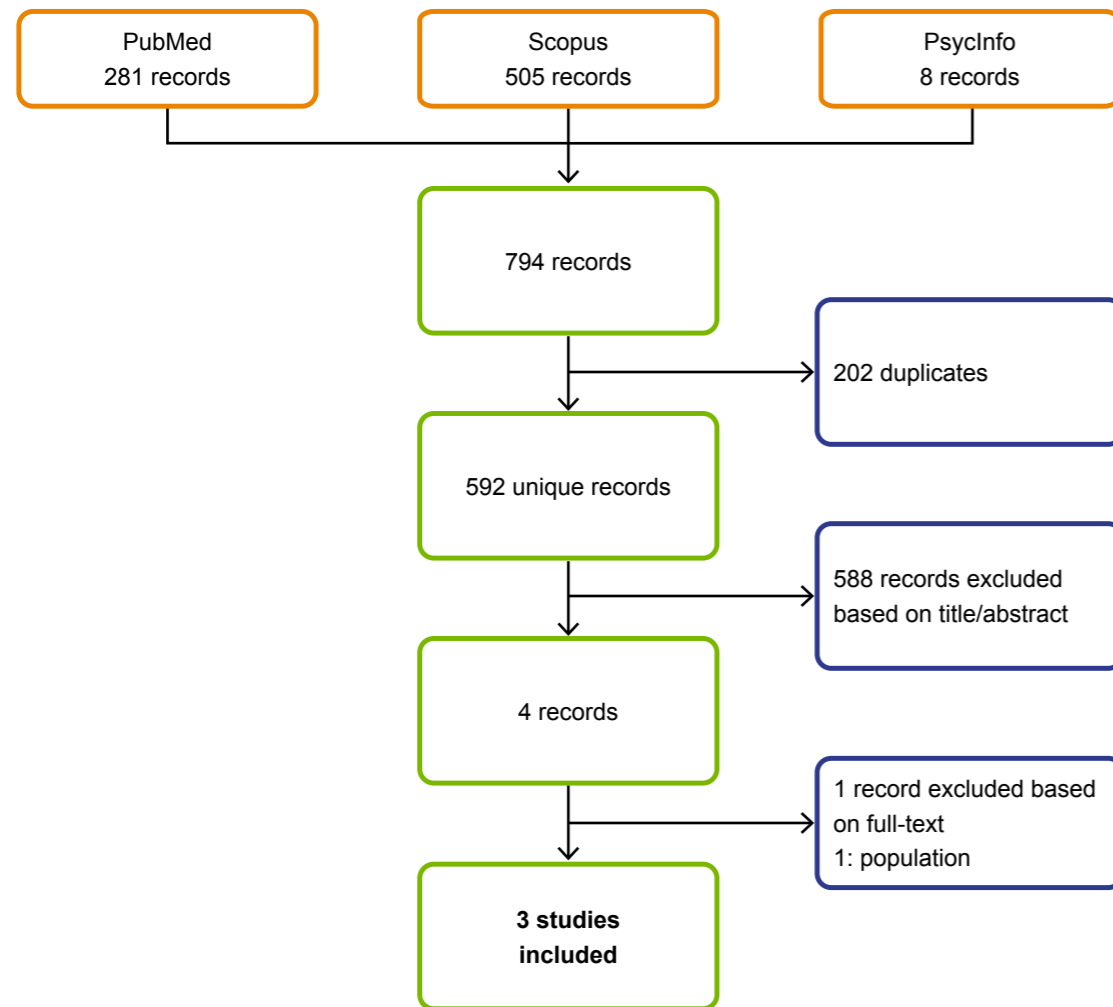 PubMed
281 records
Scopus
505 records
PsycInfo
8 records
794 records
202 duplicates
592 unique records
588 records excluded
based on title/abstract
4 records
1 record excluded based
on full-text
1: population
3 studies
included